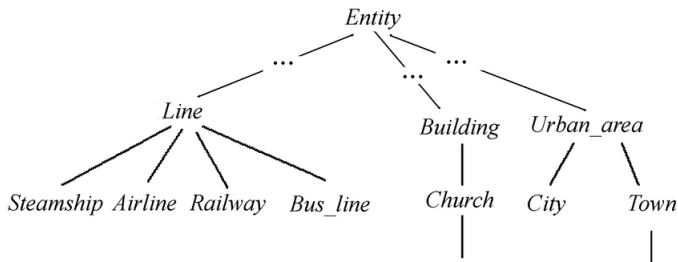 Entity
... ... ...
Line
Building Urban_area
Steamship Airline Railway Bus_line Church City Town